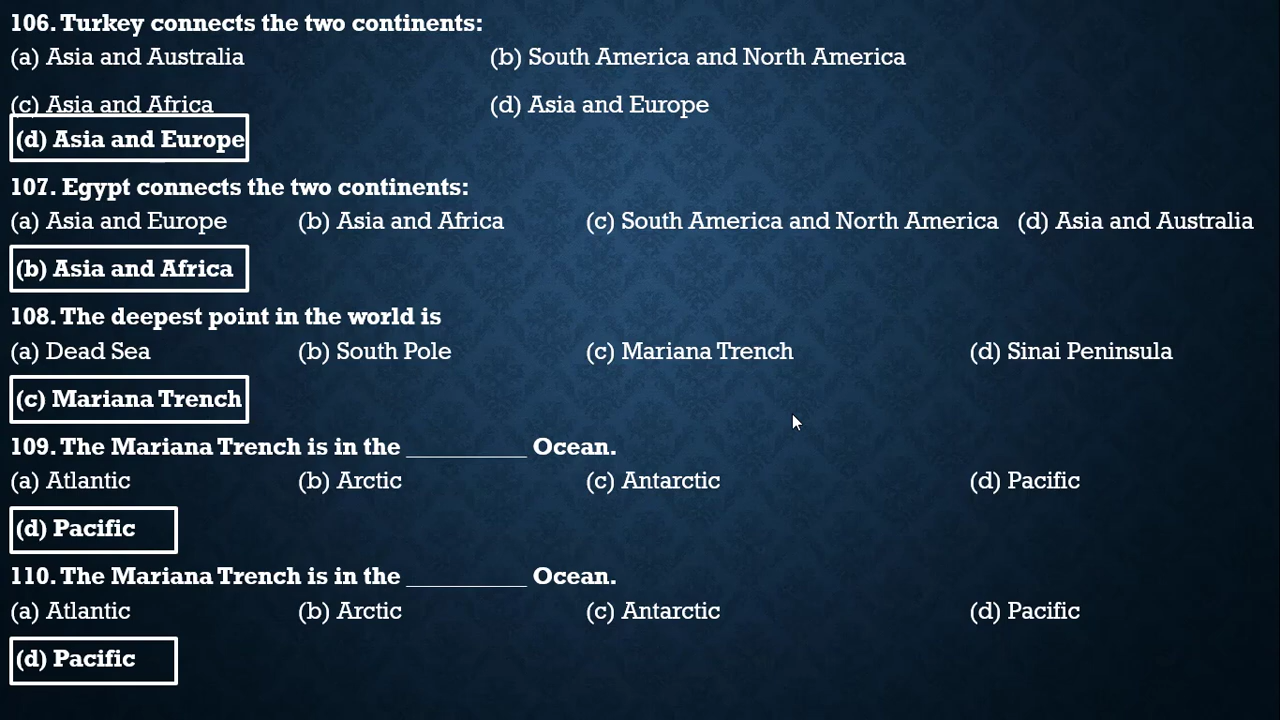 106. Turkey connects the two continents:
(a) Asia and Australia (b) South America and North America
(c) Asia and Africa (d) Asia and Europe
(d) Asia and Europe
107. Egypt connects the two continents:
(a) Asia and Europe (b) Asia and Africa (c) South America and North America (d) Asia and Australia
(b) Asia and Africa
108. The deepest point in the world is
(a) Dead Sea (b) South Pole (c) Mariana Trench (d) Sinai Peninsula
(c) Mariana Trench
109. The Mariana Trench is in the __________ Ocean.
(a) Atlantic (b) Arctic (c) Antarctic (d) Pacific
(d) Pacific
110. The Mariana Trench is in the __________ Ocean.
(a) Atlantic (b) Arctic (c) Antarctic (d) Pacific
(d) Pacific